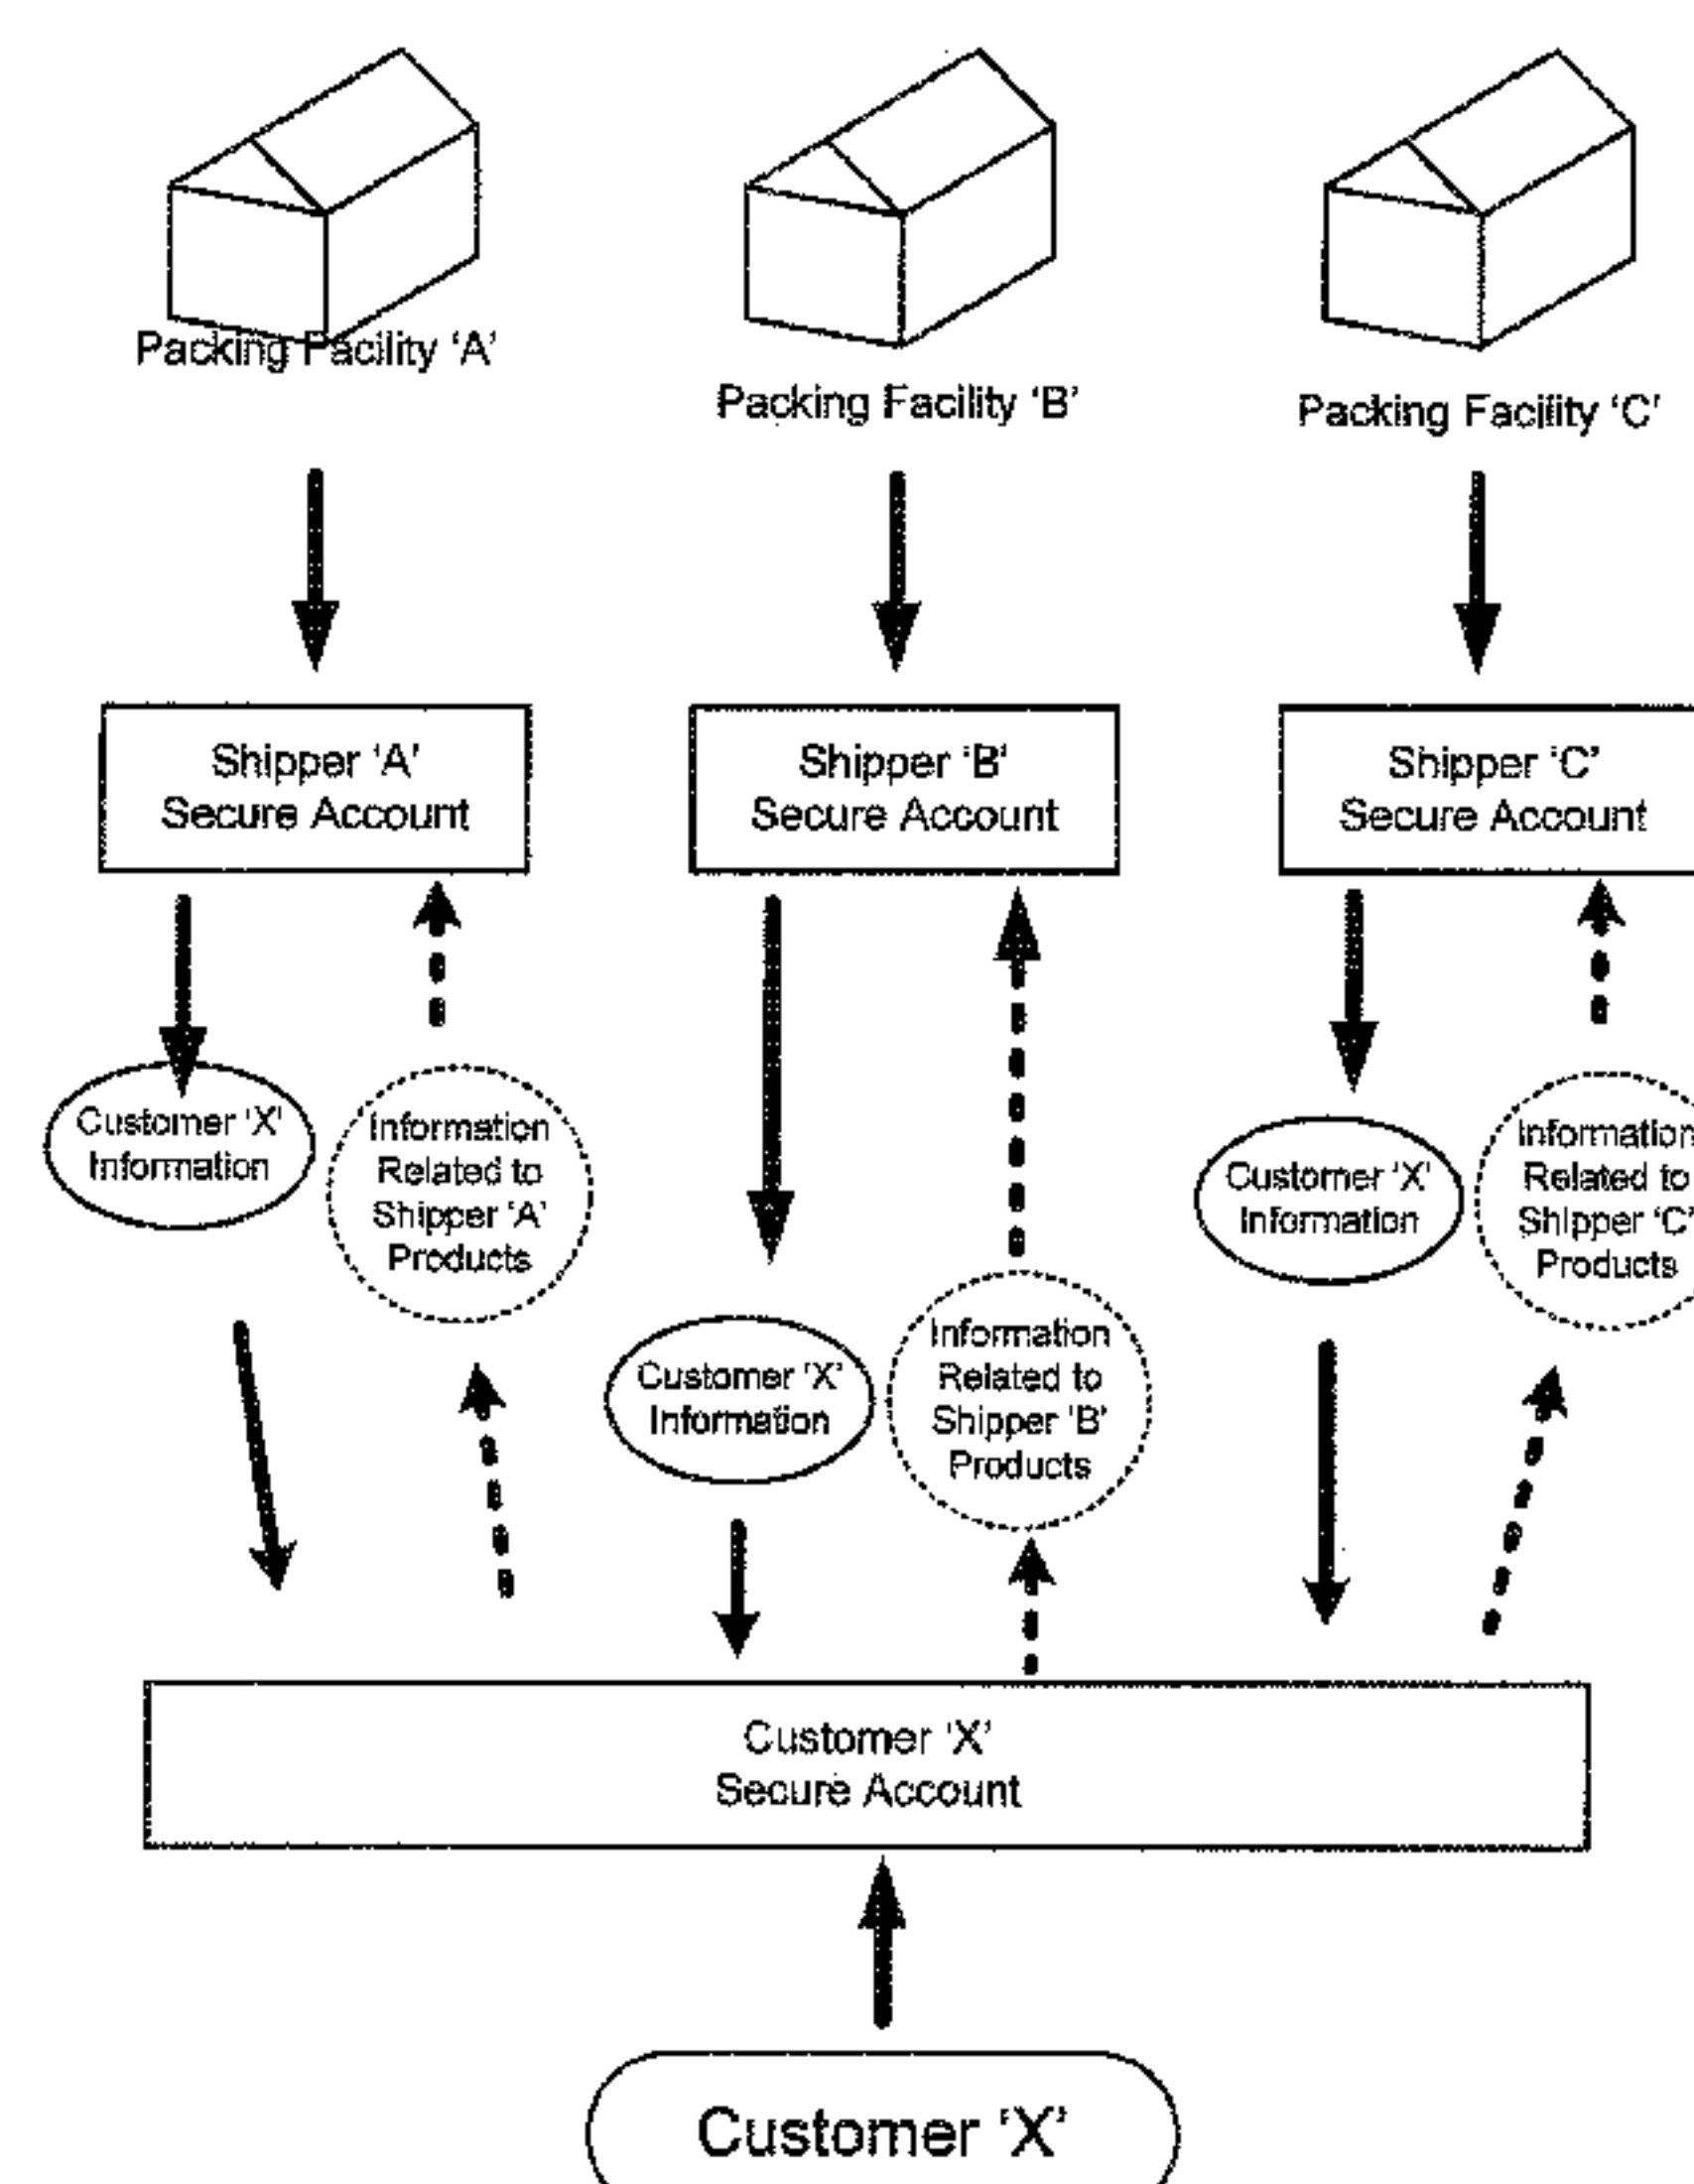 Packing Facility ‘A’
Packing Facility ‘B’
Packing Facility ‘C’
Shipper ‘A’
Secure Account
Shipper ‘B’
Secure Account
Shipper ‘C’
Secure Account
Customer ‘X’
Information
Information
Related to
Shipper ‘A’
Products
Customer ‘X’
Information
Information
Related to
Shipper ‘B’
Products
Customer ‘X’
Information
Information
Related to
Shipper ‘C’
Products
Customer ‘X’
Secure Account
Customer ‘X’